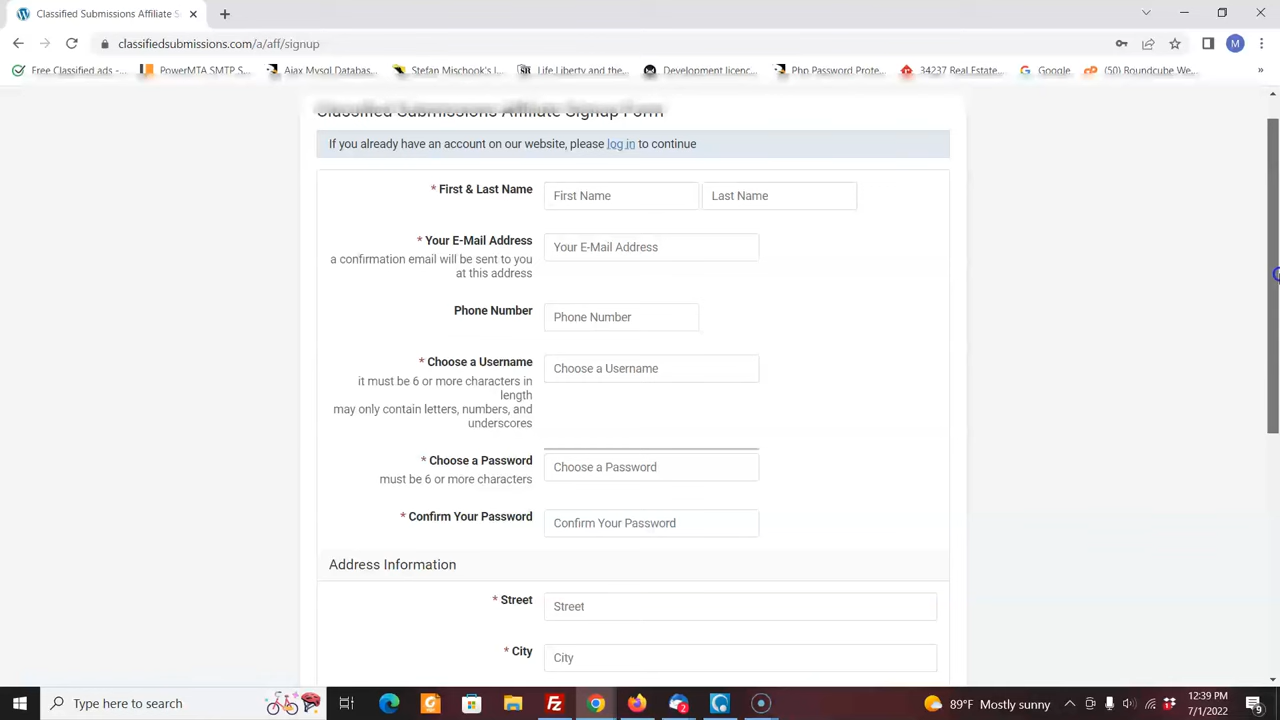 Classified Submissions Affiliate S
classifiedsubmissions.com/a/aff/signup
M
Free Classified ads -...
PowerMTA SMTP S...
Ajax Mysql Databas...
Stefan Mischook's I...
Life Liberty and the...
Development licenc...
Php Password Prote...
34237 Real Estate...
Google
(50) Roundcube We...
»
Classified Submissions Affiliate Signup Form
If you already have an account on our website, please log in to continue
* First & Last Name
First Name
Last Name
* Your E-Mail Address
a confirmation email will be sent to you
at this address
Your E-Mail Address
Phone Number
Phone Number
* Choose a Username
it must be 6 or more characters in
length
may only contain letters, numbers, and
underscores
Choose a Username
* Choose a Password
must be 6 or more characters
Choose a Password
* Confirm Your Password
Confirm Your Password
Address Information
* Street
Street
* City
City
Type here to search
89°F Mostly sunny
12:39 PM
7/1/2022